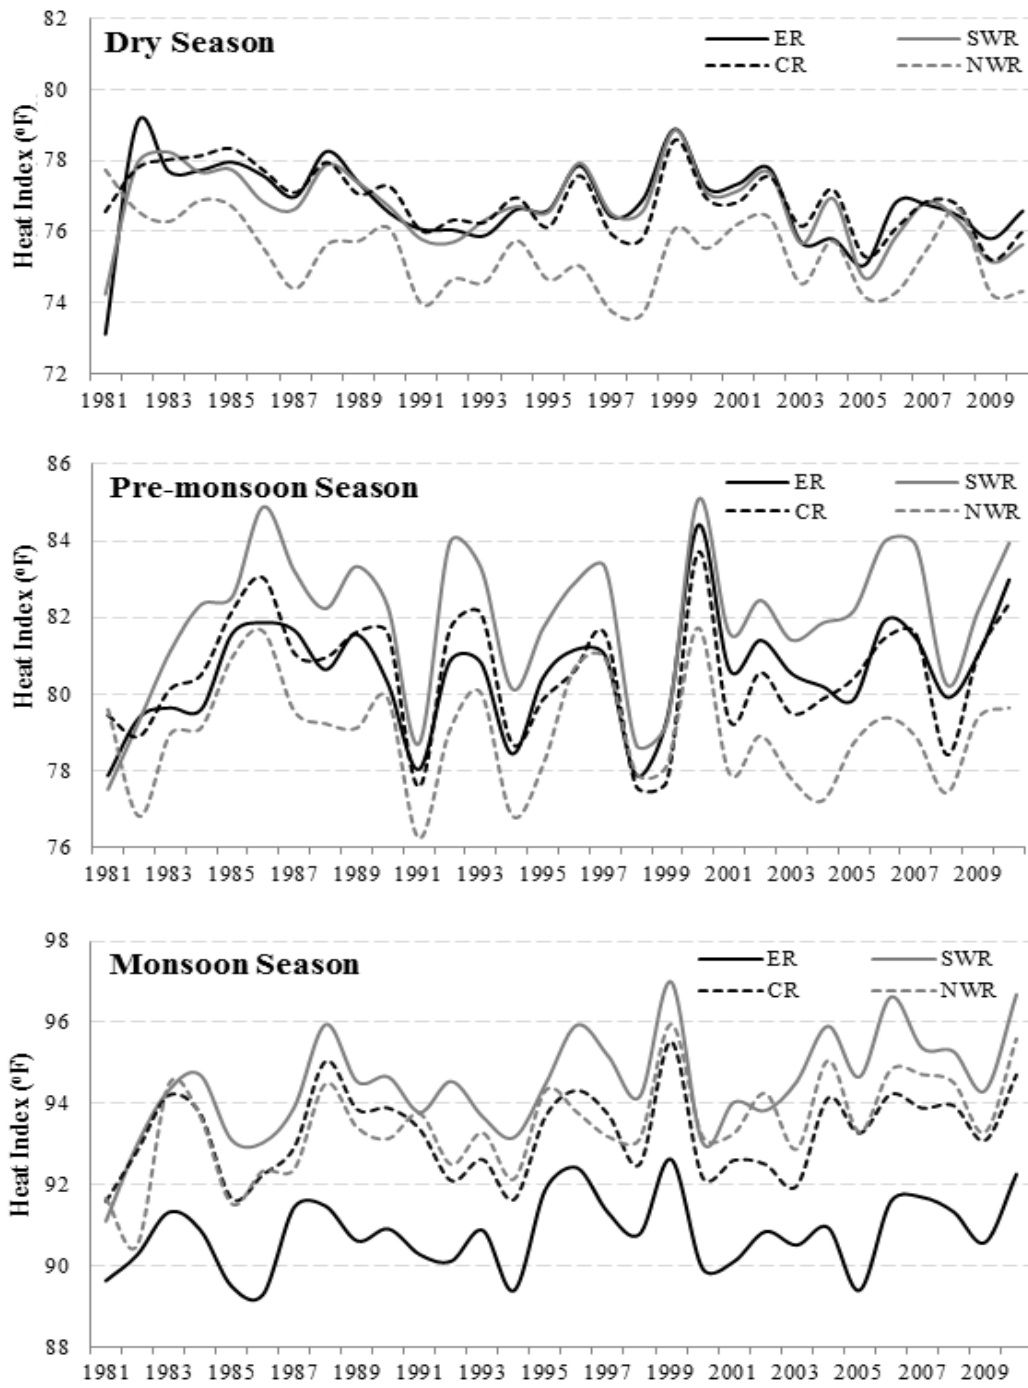 82
Dry Season
ER
SWR
CR
NWR
80
78
76
74
72
Heat Index (ºF)
1981 1983 1985 1987 1989 1991 1993 1995 1997 1999 2001 2003 2005 2007 2009
86
Pre-monsoon Season
ER
SWR
CR
NWR
84
82
80
78
76
Heat Index (ºF)
1981 1983 1985 1987 1989 1991 1993 1995 1997 1999 2001 2003 2005 2007 2009
98
Monsoon Season
ER
SWR
CR
NWR
96
94
92
90
88
Heat Index (ºF)
1981 1983 1985 1987 1989 1991 1993 1995 1997 1999 2001 2003 2005 2007 2009